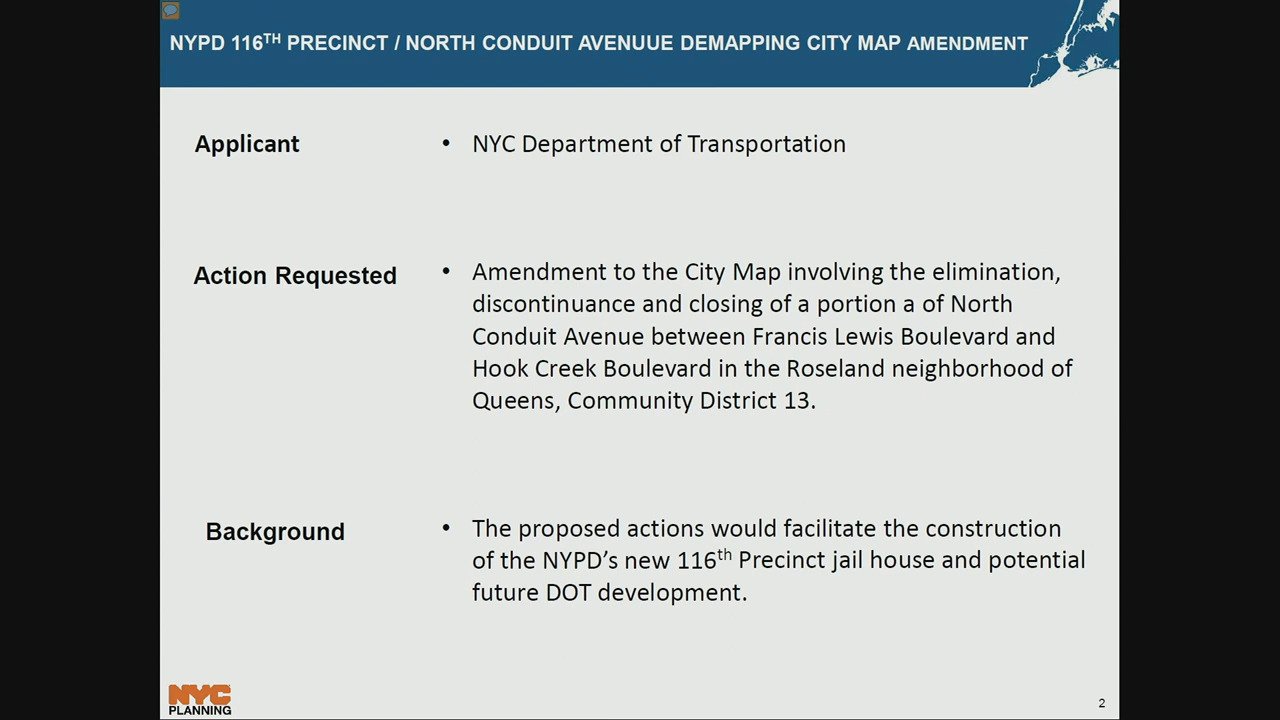 NYPD 116TH PRECINCT / NORTH CONDUIT AVENUUE DEMAPPING CITY MAP AMENDMENT
Applicant
• NYC Department of Transportation
Action Requested
• Amendment to the City Map involving the elimination,
discontinuance and closing of a portion a of North
Conduit Avenue between Francis Lewis Boulevard and
Hook Creek Boulevard in the Roseland neighborhood of
Queens, Community District 13.
Background
• The proposed actions would facilitate the construction
of the NYPD’s new 116th Precinct jail house and potential
future DOT development.
NYC
PLANNING
2